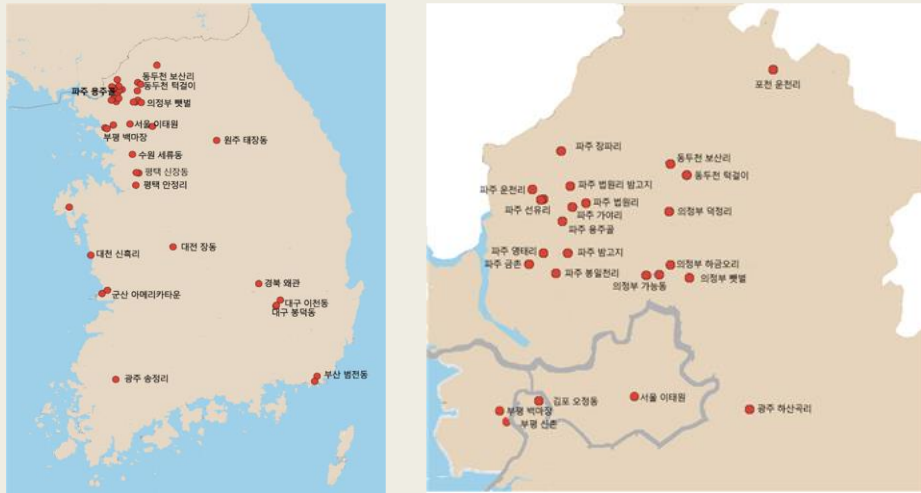 동두천 보산리
동두천 턱걸이
파주 용주골
의정부 뺏벌
서울 이태원
부평 백마장
원주 태장동
수원 세류동
평택 신장동
평택 안정리
대전 장동
대천 신흑리
경북 왜관
군산 아메리카타운
대구 이천동
대구 봉덕동
광주 송정리
부산 범전동
포천 운천리
파주 장파리
동두천 보산리
동두천 턱걸이
파주 법원리 밤고지
파주 운천리
파주 법원리
파주 선유리
파주 가야리
의정부 덕정리
파주 용주골
파주 영태리
파주 밤고지
파주 금촌
의정부 하금오리
파주 봉일천리
의정부 가능동
의정부 뺏벌
김포 오정동
서울 이태원
부평 백마장
광주 하산곡리
부평 신촌